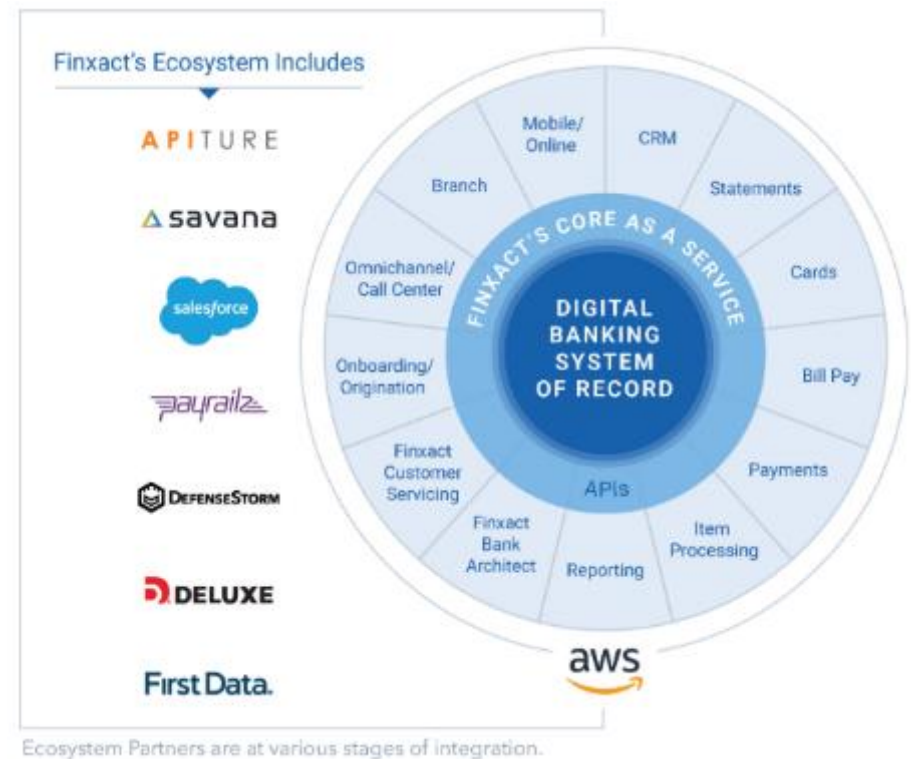 Finxact's Ecosystem Includes
APITURE
savana
salesforce
payrailz
DEFENSESTORM
DELUXE
First Data.
Mobile/
Online
CRM
Statements
Cards
Bill Pay
Payments
Item
Processing
Reporting
Finxact
Bank
Architect
Finxact
Customer
Servicing
Onboarding/
Origination
Omnichannel/
Call Center
Branch
FINXACT'S CORE AS A SERVICE
DIGITAL
BANKING
SYSTEM
OF RECORD
APIs
aws
Ecosystem Partners are at various stages of integration.